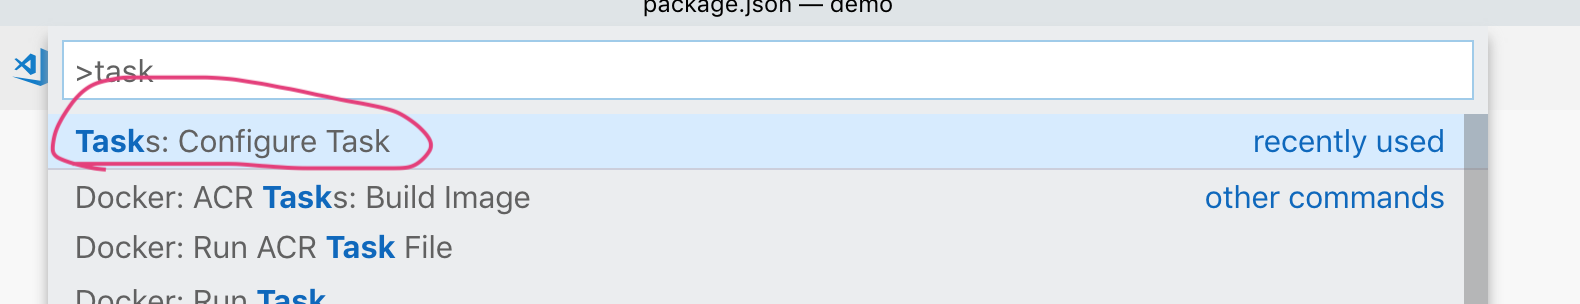 package.json — demo
>task
Tasks: Configure Task recently used
Docker: ACR Tasks: Build Image other commands
Docker: Run ACR Task File
Docker: Run Task